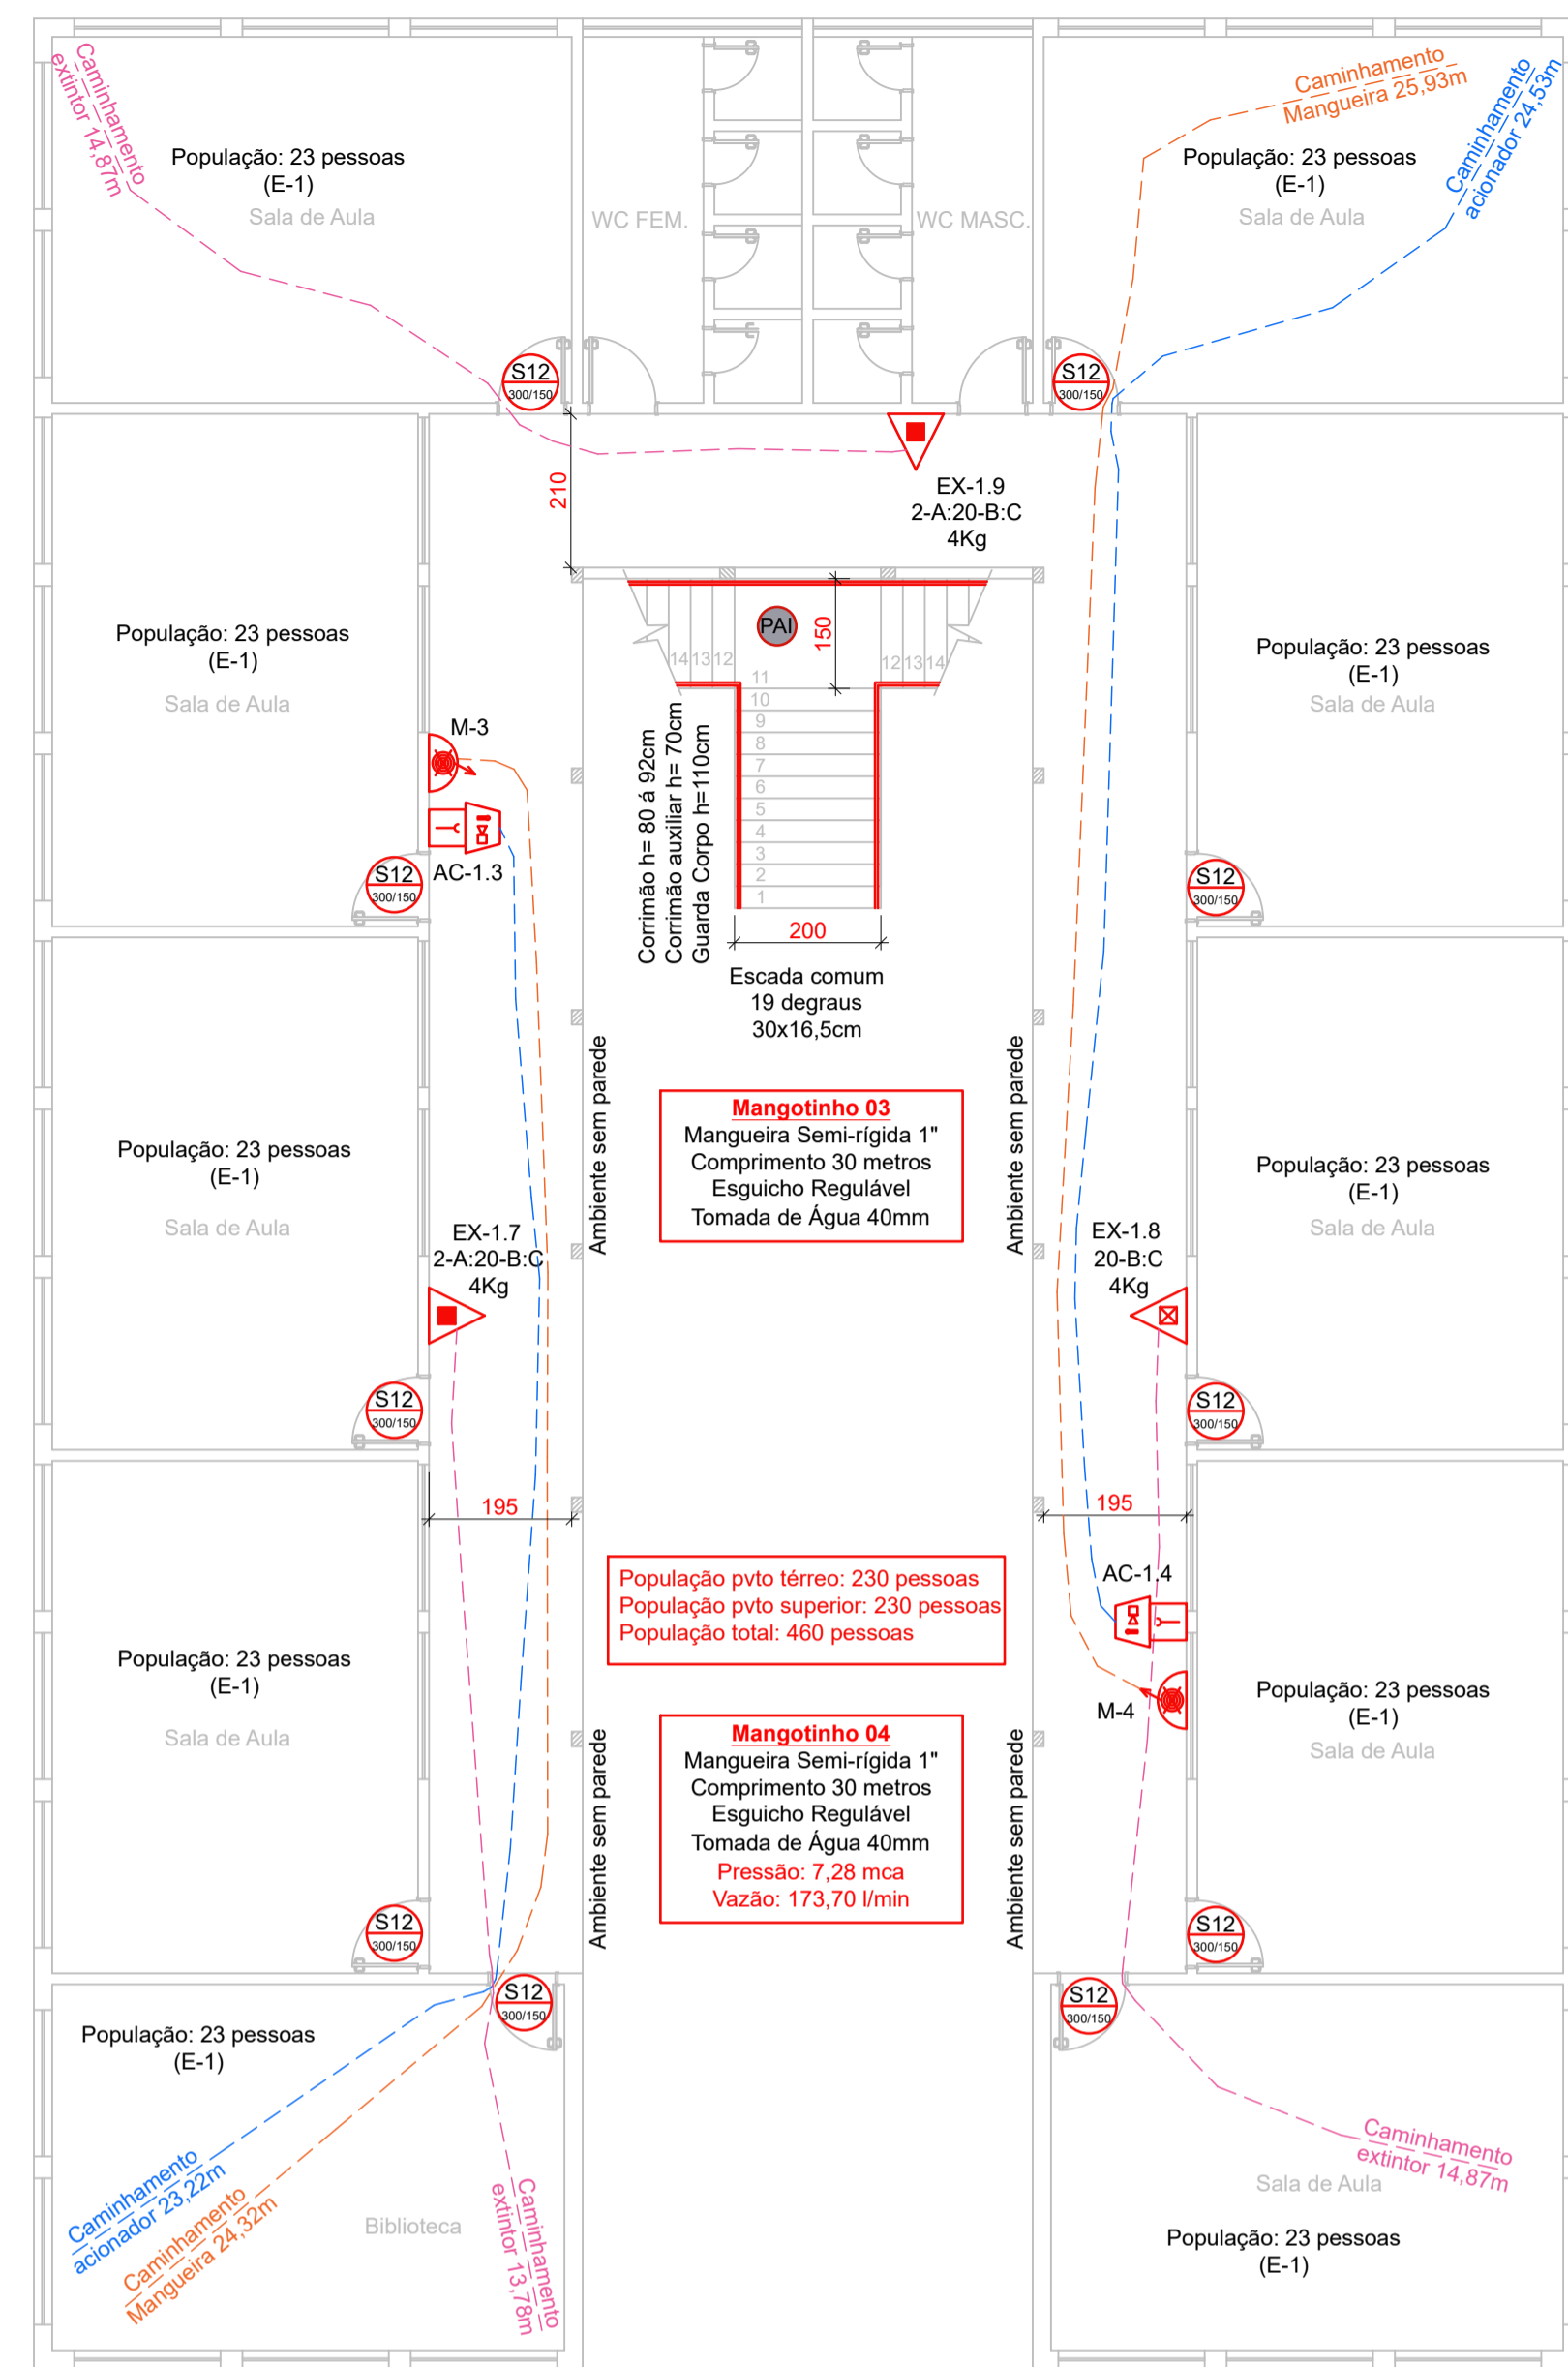 Caminhamento
extintor 14,87m
População: 23 pessoas
(E-1)
Sala de Aula
WC FEM.
WC MASC.
Caminhamento
Mangueira 25,93m
Caminhamento
acionador 24,53m
População: 23 pessoas
(E-1)
Sala de Aula
S12
300/150
S12
300/150
210
EX-1.9
2-A:20-B:C
4Kg
População: 23 pessoas
(E-1)
Sala de Aula
M-3
AC-1.3
S12
300/150
PAI
150
14 13 12
12 13 14
11
10
9
8
7
6
5
4
3
2
1
Corrimão h= 80 á 92cm
Corrimão auxiliar h= 70cm
Guarda Corpo h=110cm
200
Escada comum
19 degraus
30x16,5cm
População: 23 pessoas
(E-1)
Sala de Aula
S12
300/150
População: 23 pessoas
(E-1)
Sala de Aula
EX-1.7
2-A:20-B:C
4Kg
S12
300/150
Ambiente sem parede
Mangotinho 03
Mangueira Semi-rígida 1"
Comprimento 30 metros
Esguicho Regulável
Tomada de Água 40mm
Ambiente sem parede
EX-1.8
20-B:C
4Kg
População: 23 pessoas
(E-1)
Sala de Aula
S12
300/150
195
195
População pvto térreo: 230 pessoas
População pvto superior: 230 pessoas
População total: 460 pessoas
AC-1.4
M-4
População: 23 pessoas
(E-1)
Sala de Aula
S12
300/150
Ambiente sem parede
Mangotinho 04
Mangueira Semi-rígida 1"
Comprimento 30 metros
Esguicho Regulável
Tomada de Água 40mm
Pressão: 7,28 mca
Vazão: 173,70 l/min
Ambiente sem parede
População: 23 pessoas
(E-1)
Sala de Aula
S12
300/150
S12
300/150
S12
300/150
População: 23 pessoas
(E-1)
Caminhamento
acionador 23,22m
Caminhamento
Mangueira 24,32m
Biblioteca
Caminhamento
extintor 13,78m
Caminhamento
extintor 14,87m
Sala de Aula
População: 23 pessoas
(E-1)